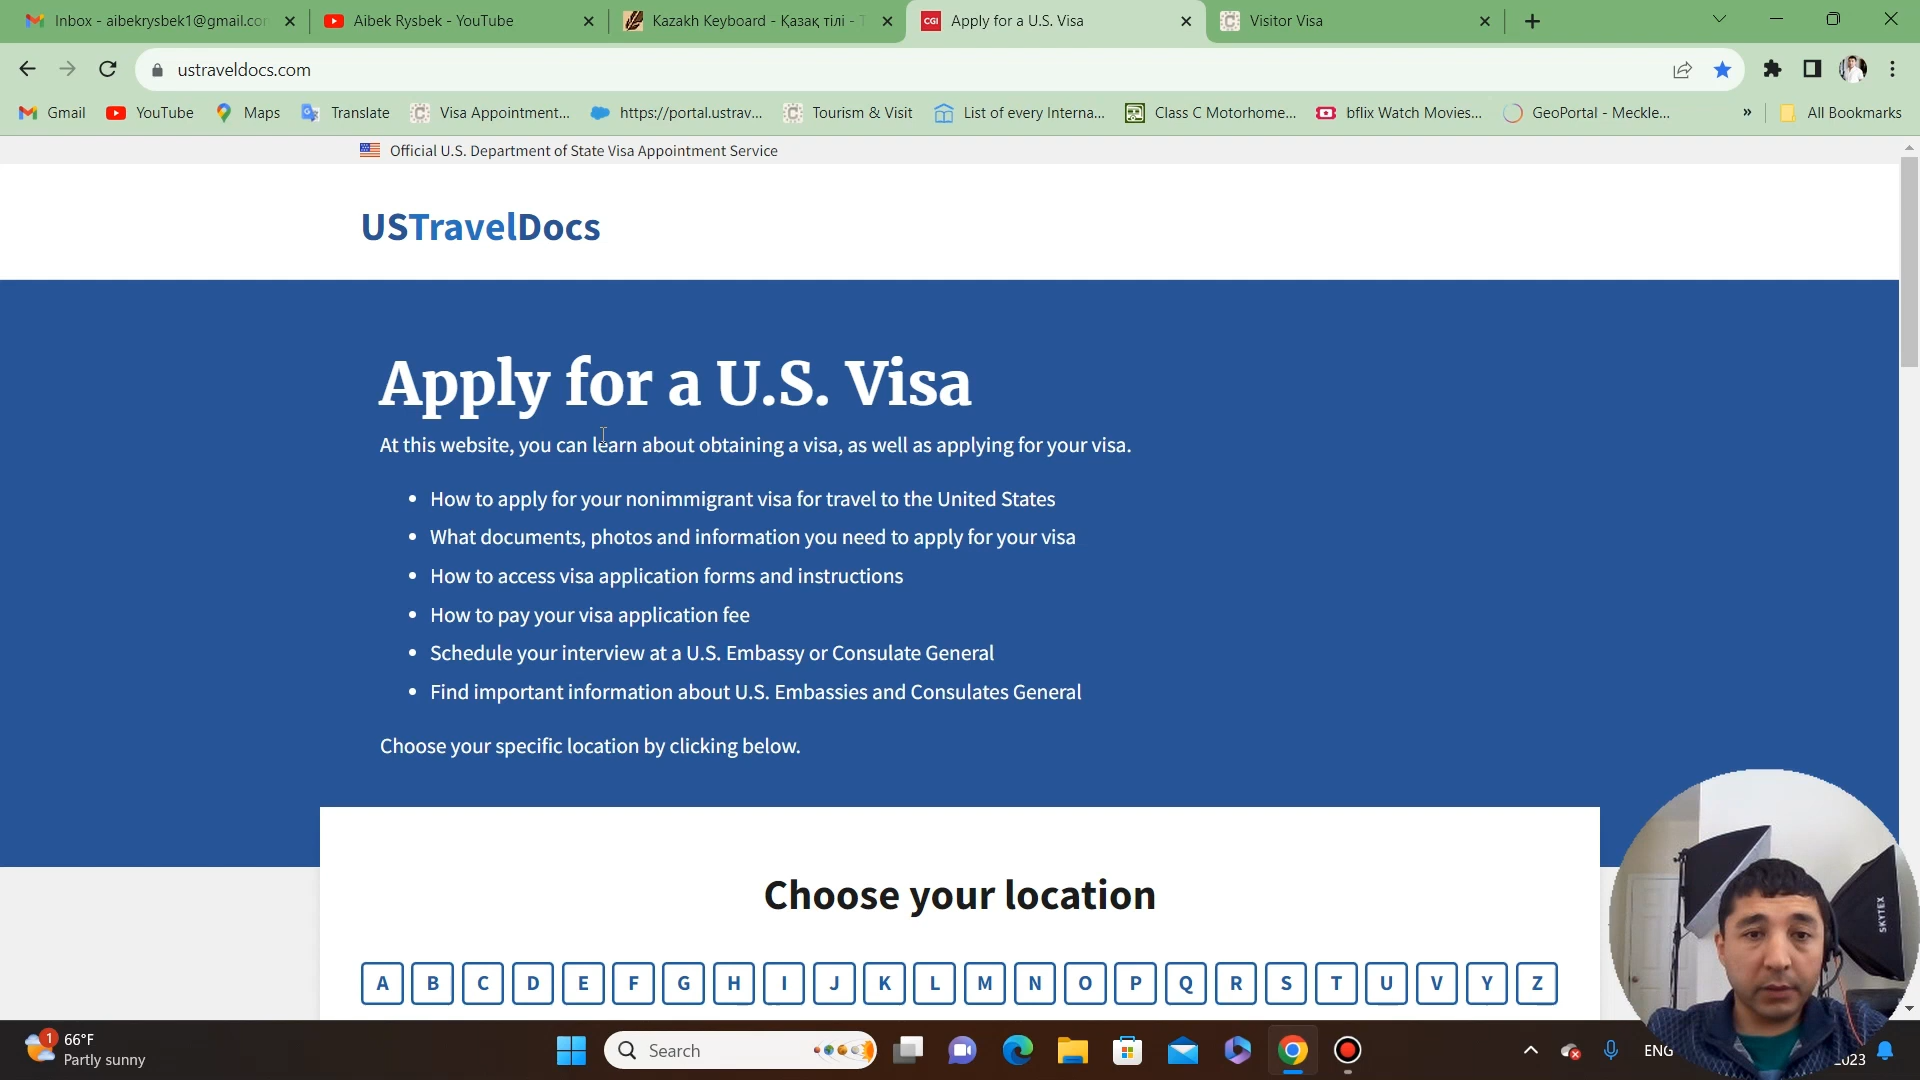 Inbox - aibekrysbek1@gmail.co
Aibek Rysbek - YouTube
Kazakh Keyboard - Қазақ тілі -
Apply for a U.S. Visa
Visitor Visa
ustraveldocs.com
Gmail
YouTube
Maps
Translate
Visa Appointment...
https://portal.ustrav...
Tourism & Visit
List of every Interna...
Class C Motorhome...
bflix Watch Movies...
GeoPortal - Meckle...
»
All Bookmarks
Official U.S. Department of State Visa Appointment Service
USTravelDocs
Apply for a U.S. Visa
At this website, you can learn about obtaining a visa, as well as applying for your visa.
• How to apply for your nonimmigrant visa for travel to the United States
• What documents, photos and information you need to apply for your visa
• How to access visa application forms and instructions
• How to pay your visa application fee
• Schedule your interview at a U.S. Embassy or Consulate General
• Find important information about U.S. Embassies and Consulates General
Choose your specific location by clicking below.
Choose your location
A B C D E F G H I J K L M N O P Q R S T U V Y Z
SKYTEX
1
66°F
Partly sunny
Search
ENG